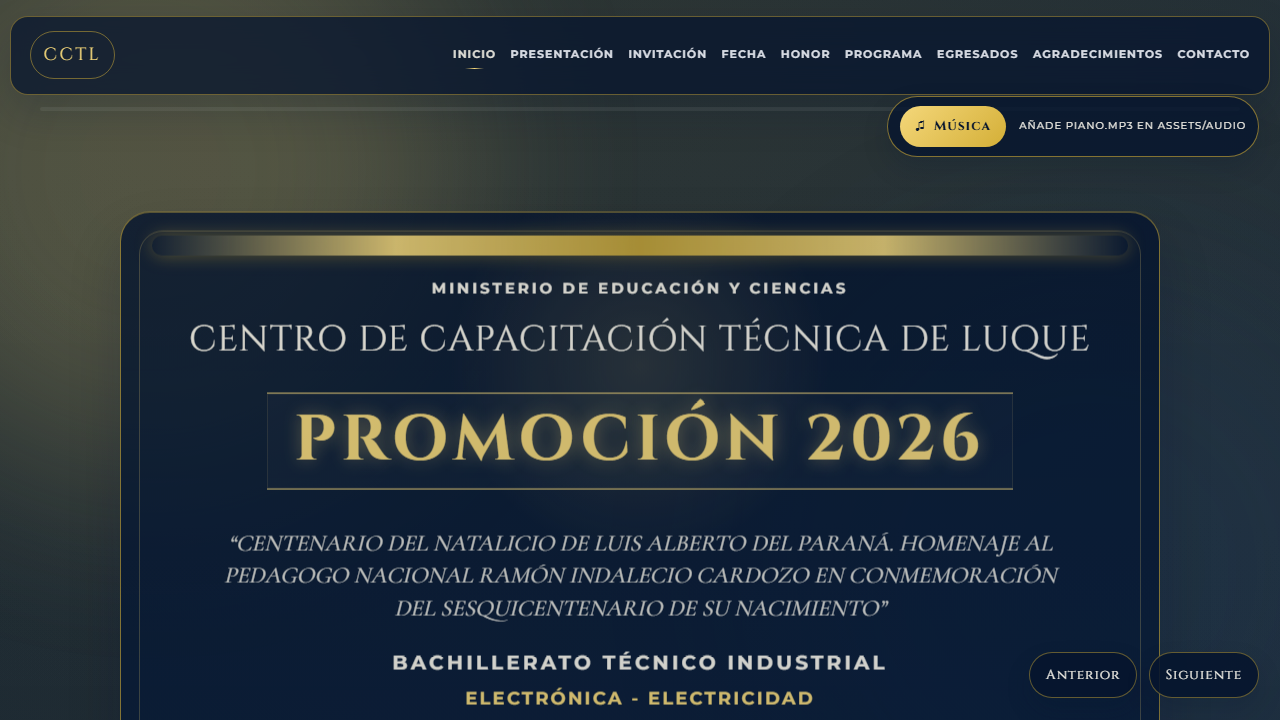 CCTL
INICIO PRESENTACIÓN INVITACIÓN FECHA HONOR PROGRAMA EGRESADOS AGRADECIMIENTOS CONTACTO
♫ Música AÑADE PIANO.MP3 EN ASSETS/AUDIO
MINISTERIO DE EDUCACIÓN Y CIENCIAS
CENTRO DE CAPACITACIÓN TÉCNICA DE LUQUE
PROMOCIÓN 2026
“CENTENARIO DEL NATALICIO DE LUIS ALBERTO DEL PARANÁ. HOMENAJE AL
PEDAGOGO NACIONAL RAMÓN INDALECIO CARDOZO EN CONMEMORACIÓN
DEL SESQUICENTENARIO DE SU NACIMIENTO”
BACHILLERATO TÉCNICO INDUSTRIAL
ELECTRÓNICA - ELECTRICIDAD
Anterior Siguiente